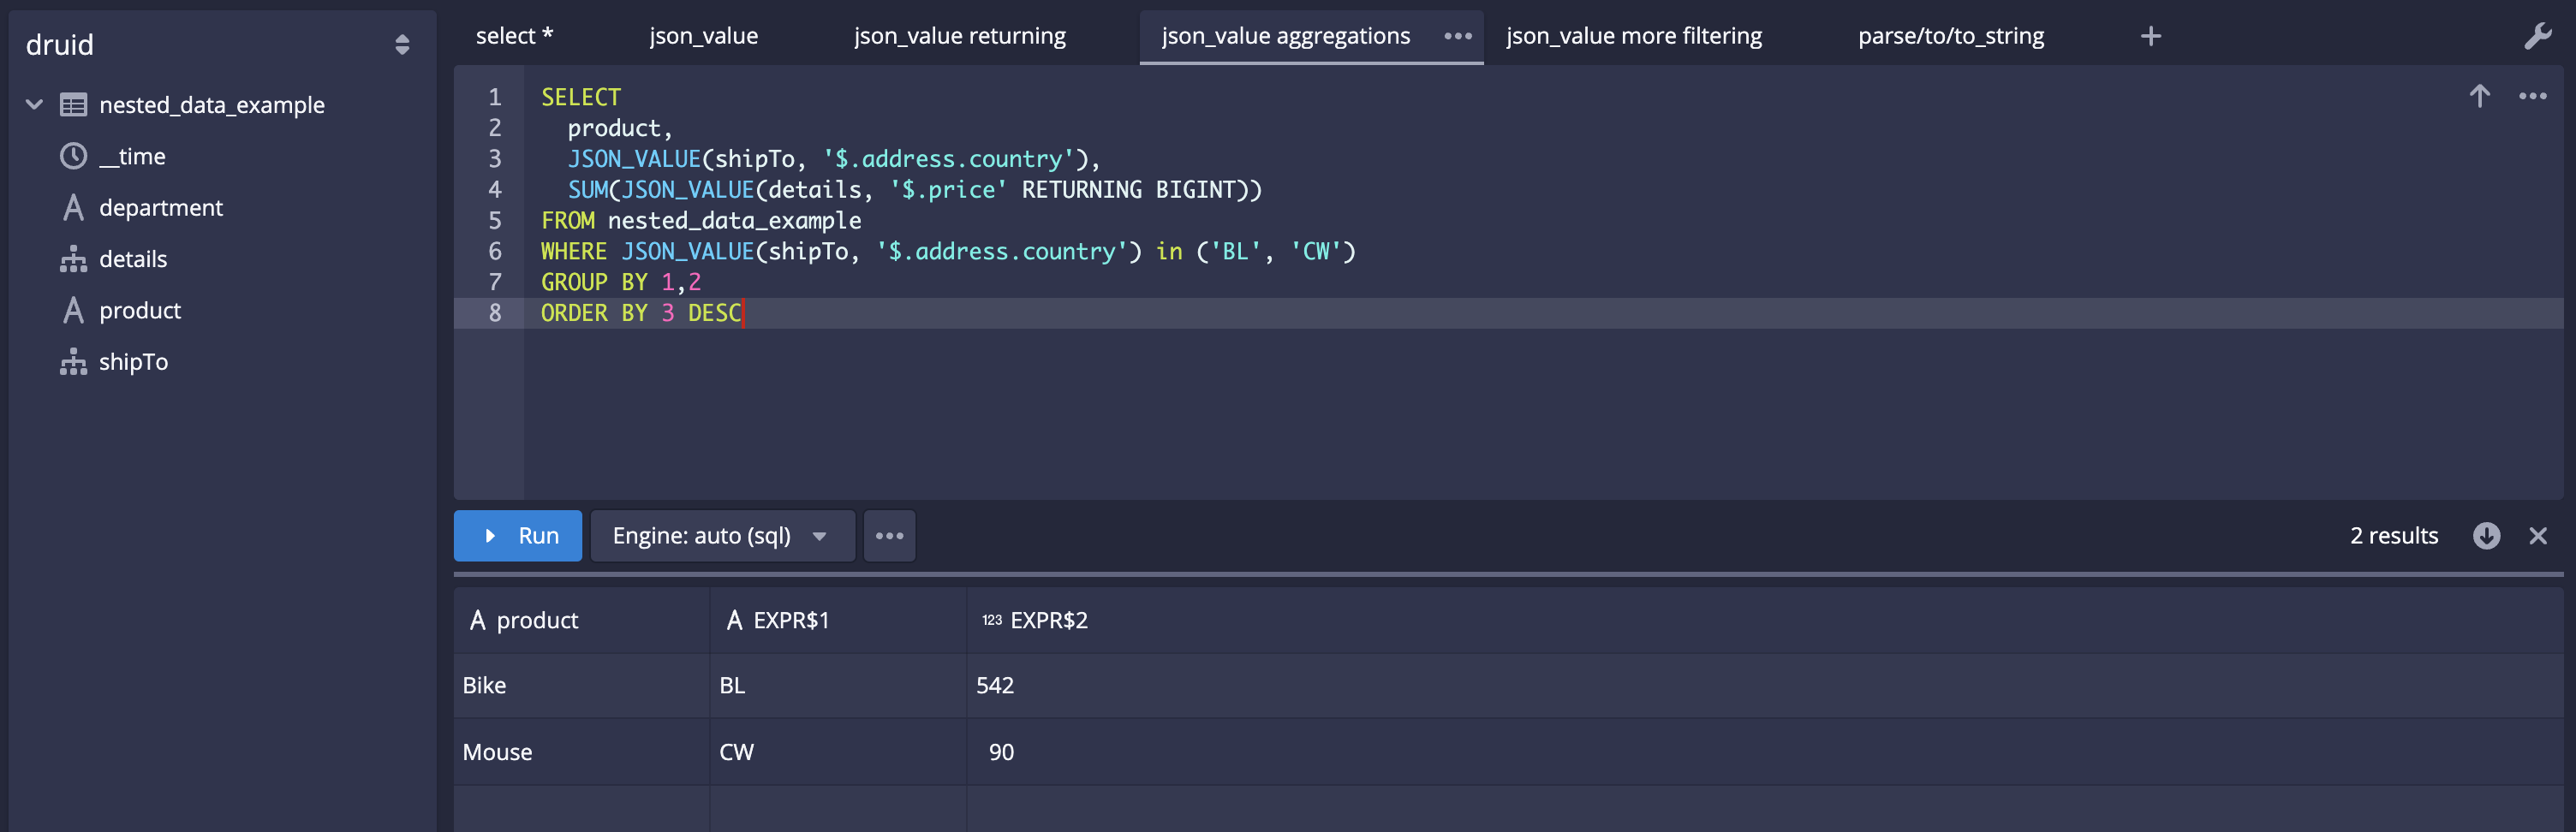 druid
nested_data_example
__time
department
details
product
shipTo
select *
json_value
json_value returning
json_value aggregations
json_value more filtering
parse/to/to_string
1 SELECT
2   product,
3   JSON_VALUE(shipTo, '$.address.country'),
4   SUM(JSON_VALUE(details, '$.price' RETURNING BIGINT))
5 FROM nested_data_example
6 WHERE JSON_VALUE(shipTo, '$.address.country') in ('BL', 'CW')
7 GROUP BY 1,2
8 ORDER BY 3 DESC
Run
Engine: auto (sql)
2 results
A product A EXPR$1 123 EXPR$2
Bike BL 542
Mouse CW 90